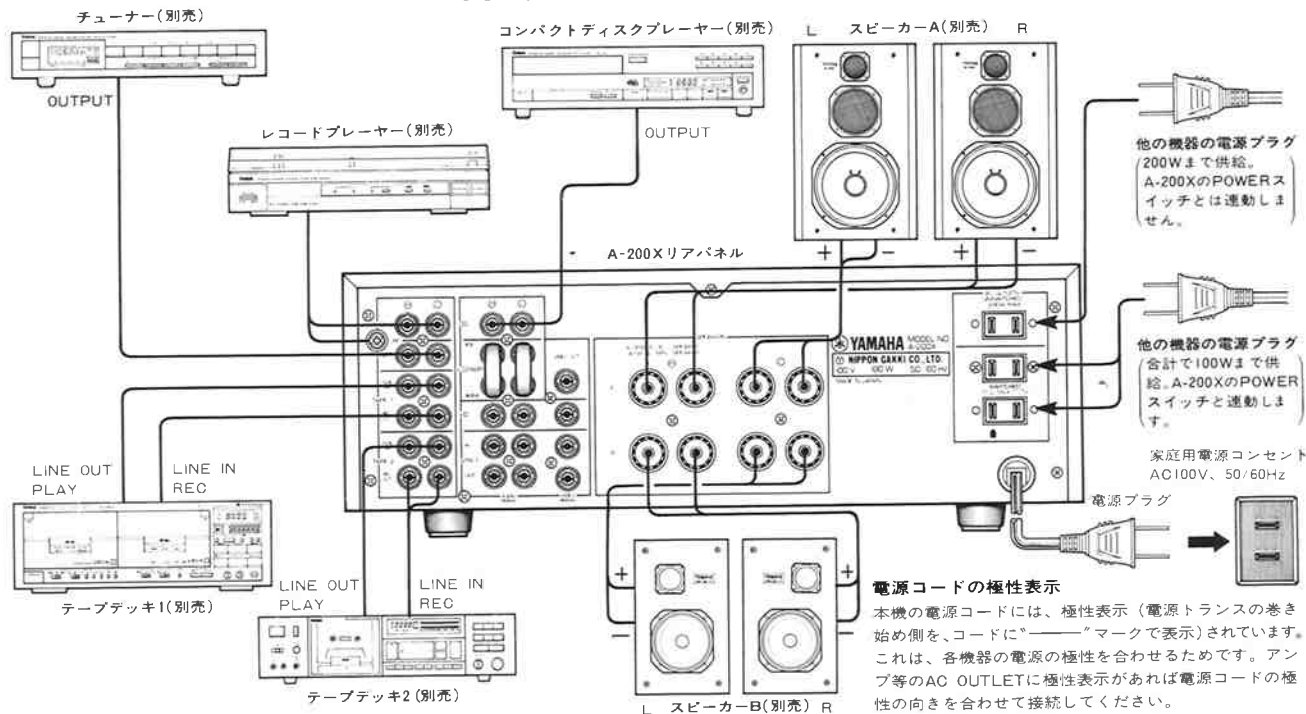 チューナー(別売)
OUTPUT
コンパクトディスクプレーヤー(別売)
OUTPUT
L スピーカーA(別売) R
レコードプレーヤー(別売)
+ − + −
他の機器の電源プラグ
(200Wまで供給。
A-200XのPOWERス
イッチとは連動しま
せん。)
A-200Xリアパネル
YAMAHA MODEL NO.
A-200X
NIPPON GAKKI CO.,LTD.
100V 50/60Hz
他の機器の電源プラグ
(合計で100Wまで供
給。A-200XのPOWER
スイッチと連動しま
す。)
家庭用電源コンセント
AC100V、50/60Hz
電源プラグ
LINE OUT
PLAY
LINE IN
REC
テープデッキ1(別売)
LINE OUT
PLAY
LINE IN
REC
テープデッキ2(別売)
+ +
− −
L スピーカーB(別売) R
電源コードの極性表示
本機の電源コードには、極性表示(電源トランスの巻き
始め側を、コードに"———"マークで表示)されています。
これは、各機器の電源の極性を合わせるためです。アン
プ等のAC OUTLETに極性表示があれば電源コードの極
性の向きを合わせて接続してください。